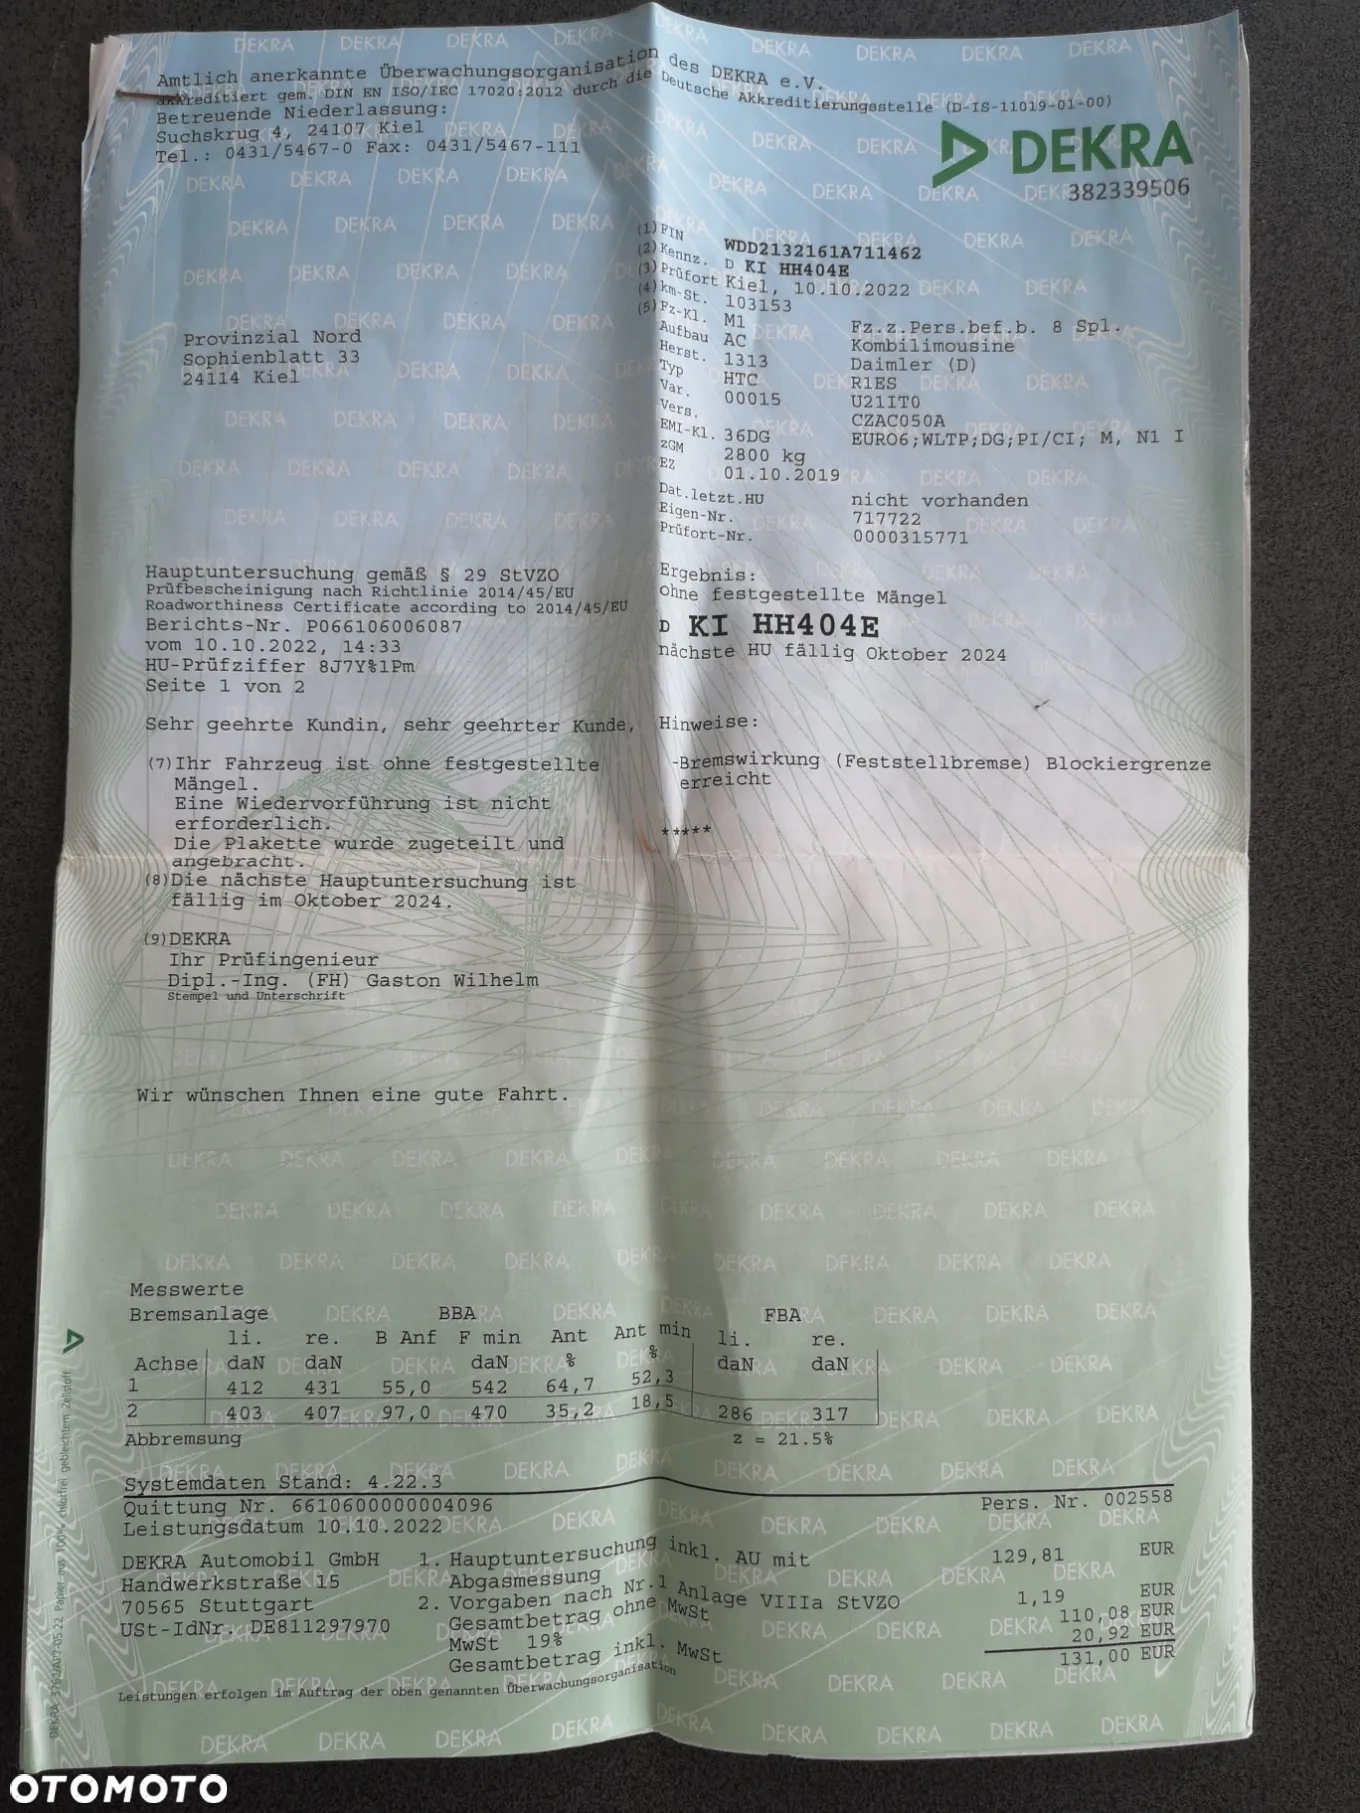 Amtlich anerkannte Überwachungsorganisation des DEKRA e.V.
akkreditiert gem. DIN EN ISO/IEC 17020:2012 durch die Deutsche Akkreditierungsstelle (D-IS-11019-01-00)
Betreuende Niederlassung:
Suchskrug 4, 24107 Kiel
Tel.: 0431/5467-0 Fax: 0431/5467-111
DEKRA
382339506
(1) FIN WDD2132161A711462
(2) Kennz. D KI HH404E
(3) Prüfort Kiel, 10.10.2022
(4) km-St. 103153
(5) Fz-Kl. M1 Fz.z.Pers.bef.b. 8 Spl.
Aufbau AC Kombilimousine
Herst. 1313 Daimler (D)
Typ HTC R1ES
Var. 00015 U21IT0
Vers. CZAC050A
EMI-Kl. 36DG EURO6;WLTP;DG;PI/CI; M, N1 I
zGM 2800 kg
EZ 01.10.2019
Dat.letzt.HU nicht vorhanden
Eigen-Nr. 717722
Prüfort-Nr. 0000315771
Provinzial Nord
Sophienblatt 33
24114 Kiel
Hauptuntersuchung gemäß § 29 StVZO
Prüfbescheinigung nach Richtlinie 2014/45/EU
Roadworthiness Certificate according to 2014/45/EU
Berichts-Nr. P066106006087
vom 10.10.2022, 14:33
HU-Prüfziffer 8J7Y%1Pm
Seite 1 von 2
Ergebnis:
ohne festgestellte Mängel
D KI HH404E
nächste HU fällig Oktober 2024
Sehr geehrte Kundin, sehr geehrter Kunde,
(7) Ihr Fahrzeug ist ohne festgestellte
Mängel.
Eine Wiedervorführung ist nicht
erforderlich.
Die Plakette wurde zugeteilt und
angebracht.
(8) Die nächste Hauptuntersuchung ist
fällig im Oktober 2024.
(9) DEKRA
Ihr Prüfingenieur
Dipl.-Ing. (FH) Gaston Wilhelm
Stempel und Unterschrift
Hinweise:
-Bremswirkung (Feststellbremse) Blockiergrenze
erreicht
*****
Wir wünschen Ihnen eine gute Fahrt.
Messwerte
Bremsanlage BBA FBA
li. re. B Anf F min Ant Ant min li. re.
Achse daN daN daN % % daN daN
1 412 431 55,0 542 64,7 52,3
2 403 407 97,0 470 35,2 18,5 286 317
Abbremsung z = 21.5%
Systemdaten Stand: 4.22.3
Quittung Nr. 6610600000004096 Pers. Nr. 002558
Leistungsdatum 10.10.2022
DEKRA Automobil GmbH
Handwerkstraße 15
70565 Stuttgart
USt-IdNr. DE811297970
1. Hauptuntersuchung inkl. AU mit 129,81 EUR
Abgasmessung
2. Vorgaben nach Nr.1 Anlage VIIIa StVZO 1,19 EUR
Gesamtbetrag ohne MwSt 110,08 EUR
MwSt 19% 20,92 EUR
Gesamtbetrag inkl. MwSt 131,00 EUR
Leistungen erfolgen im Auftrag der oben genannten Überwachungsorganisation
OTOMOTO